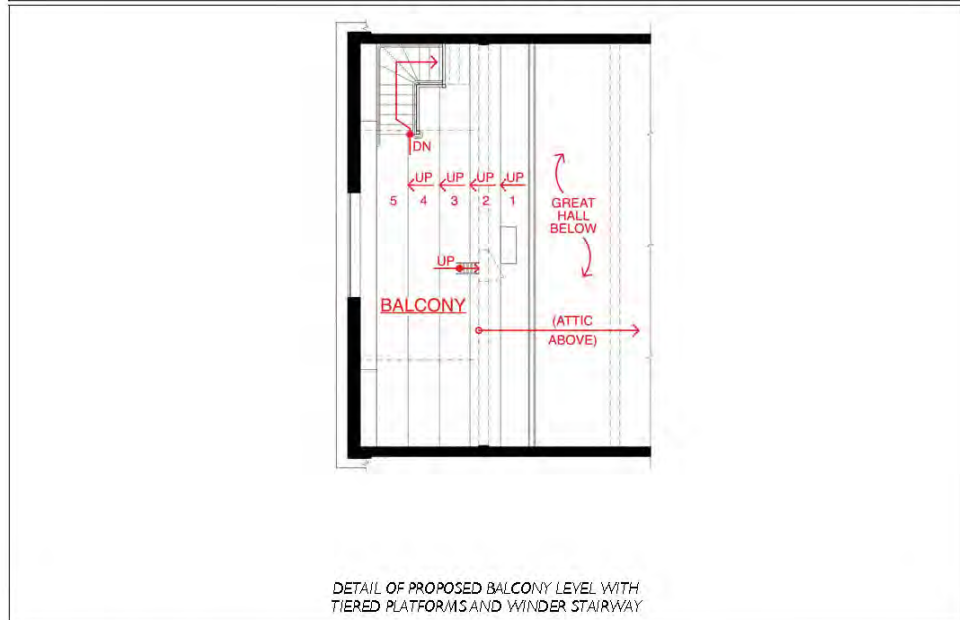 DN
UP UP UP UP
5 4 3 2 1
GREAT
HALL
BELOW
UP
BALCONY
(ATTIC
ABOVE)
DETAIL OF PROPOSED BALCONY LEVEL WITH
TIERED PLATFORMS AND WINDER STAIRWAY